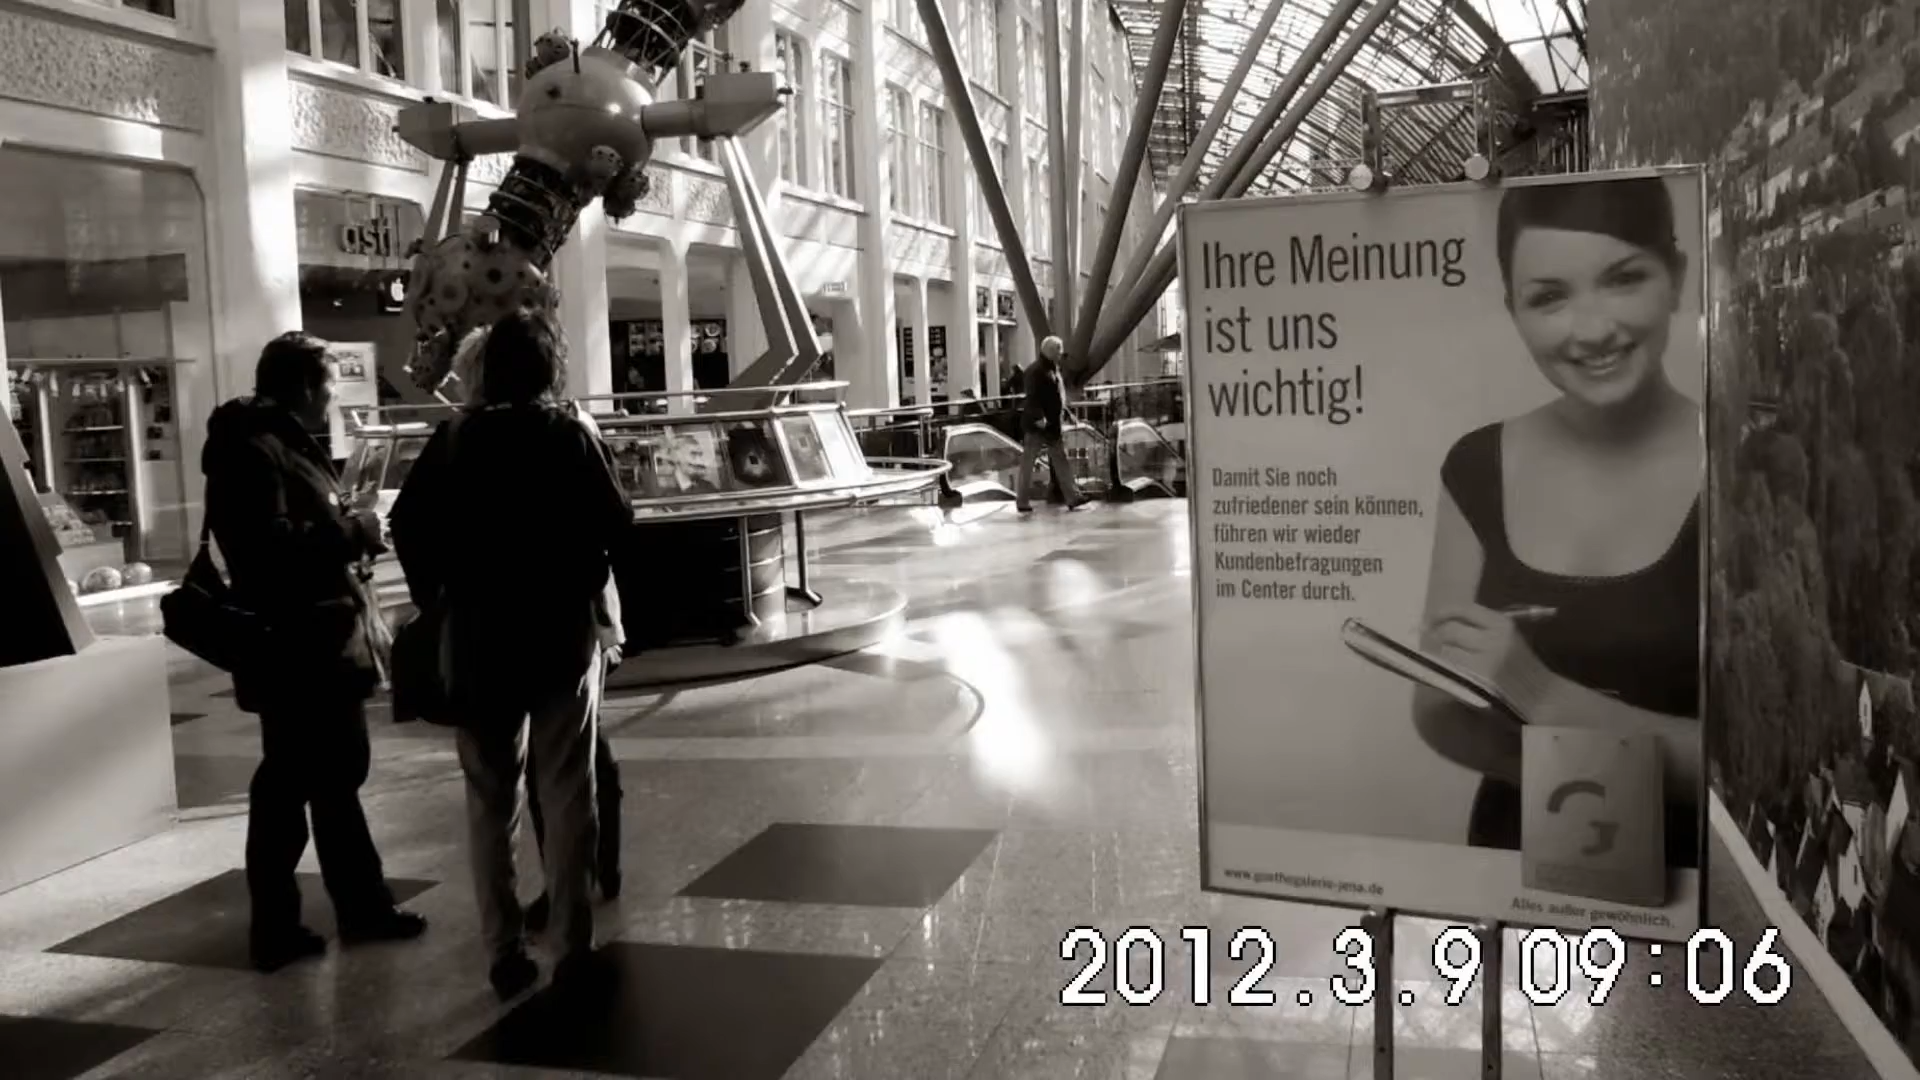 gsti
Ihre Meinung
ist uns
wichtig!
Damit Sie noch
zufriedener sein können,
führen wir wieder
Kundenbefragungen
im Center durch.
G
www.goethegalerie-jena.de
Alles außer gewöhnlich.
2012.3.9 09:06